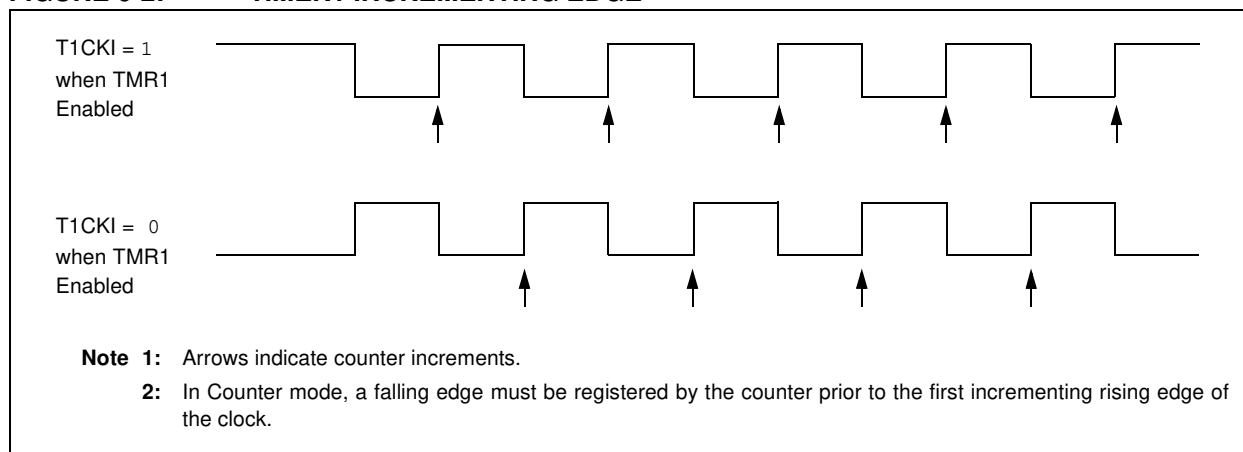 T1CKI = 1
when TMR1
Enabled
T1CKI = 0
when TMR1
Enabled
Note 1: Arrows indicate counter increments.
2: In Counter mode, a falling edge must be registered by the counter prior to the first incrementing rising edge of
the clock.